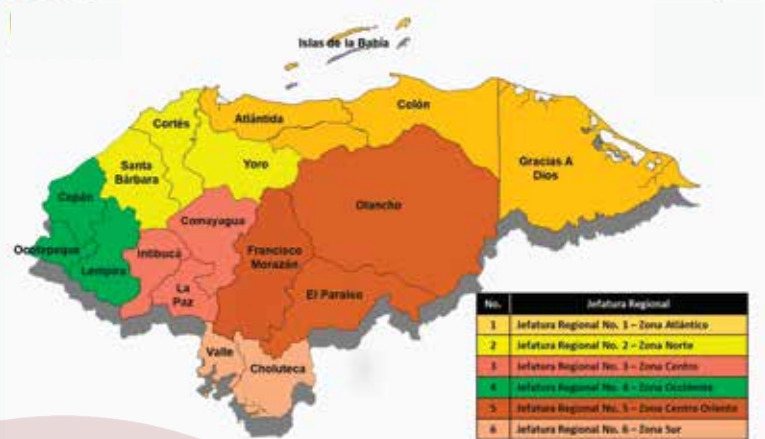 Islas de la Bahía
Cortés
Atlántida
Colón
Santa
Bárbara
Yoro
Gracias A
Dios
Copán
Olancho
Comayagua
Ocotepeque
Intibucá
Francisco
Morazán
Lempira
La
Paz
El Paraíso
Valle
Choluteca
No. Jefatura Regional
1 Jefatura Regional No. 1 – Zona Atlántico
2 Jefatura Regional No. 2 – Zona Norte
3 Jefatura Regional No. 3 – Zona Centro
4 Jefatura Regional No. 4 – Zona Occidente
5 Jefatura Regional No. 5 – Zona Centro Oriente
6 Jefatura Regional No. 6 – Zona Sur